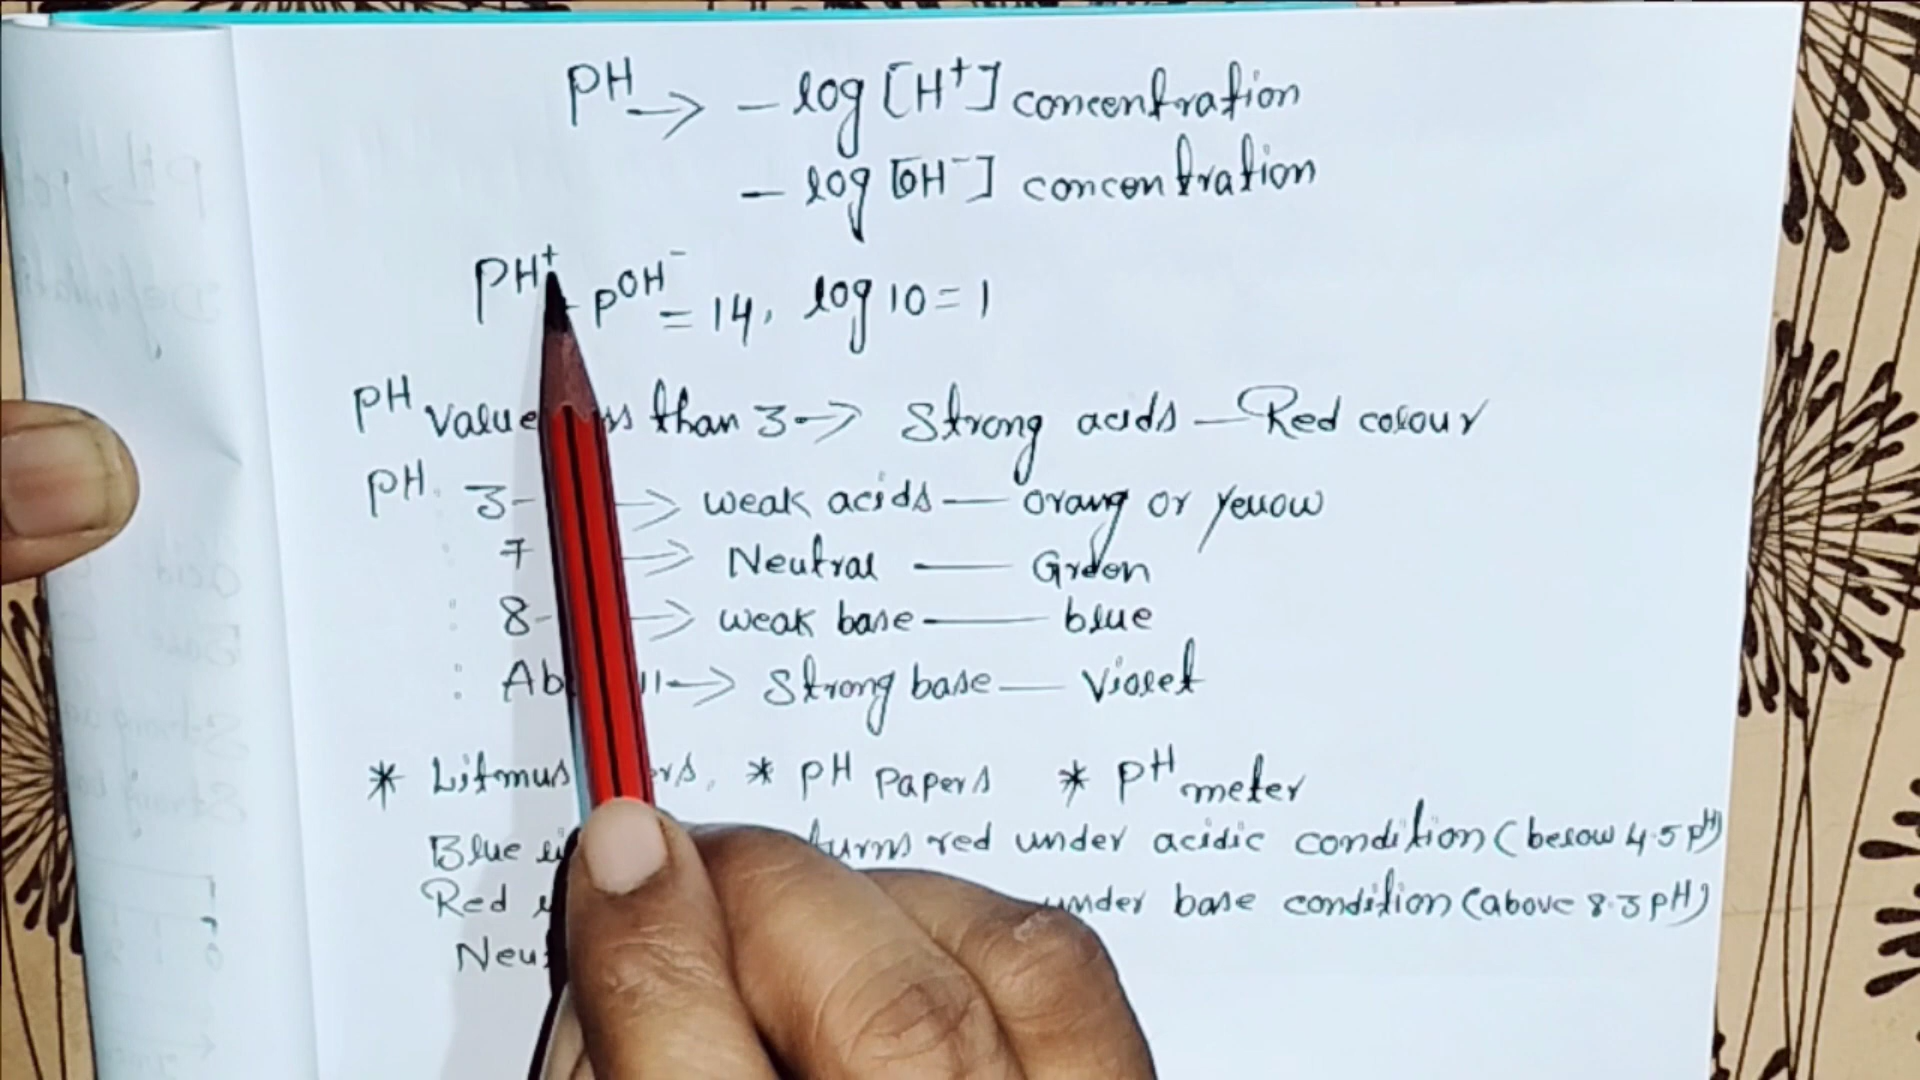 PH → - log [H⁺] concentration
- log [OH⁻] concentration
PH⁺ POH⁻ = 14, log 10 = 1
PH value than 3 → Strong acids - Red colour
PH 3- → weak acids - orang or yellow
7 → Neutral - Green
8- → weak base - blue
11 → Strong base - Violet
* Litmus * PH Papers * PH meter
Blue turns red under acidic condition (below 4.5 PH)
Red under base condition (above 8.3 PH)